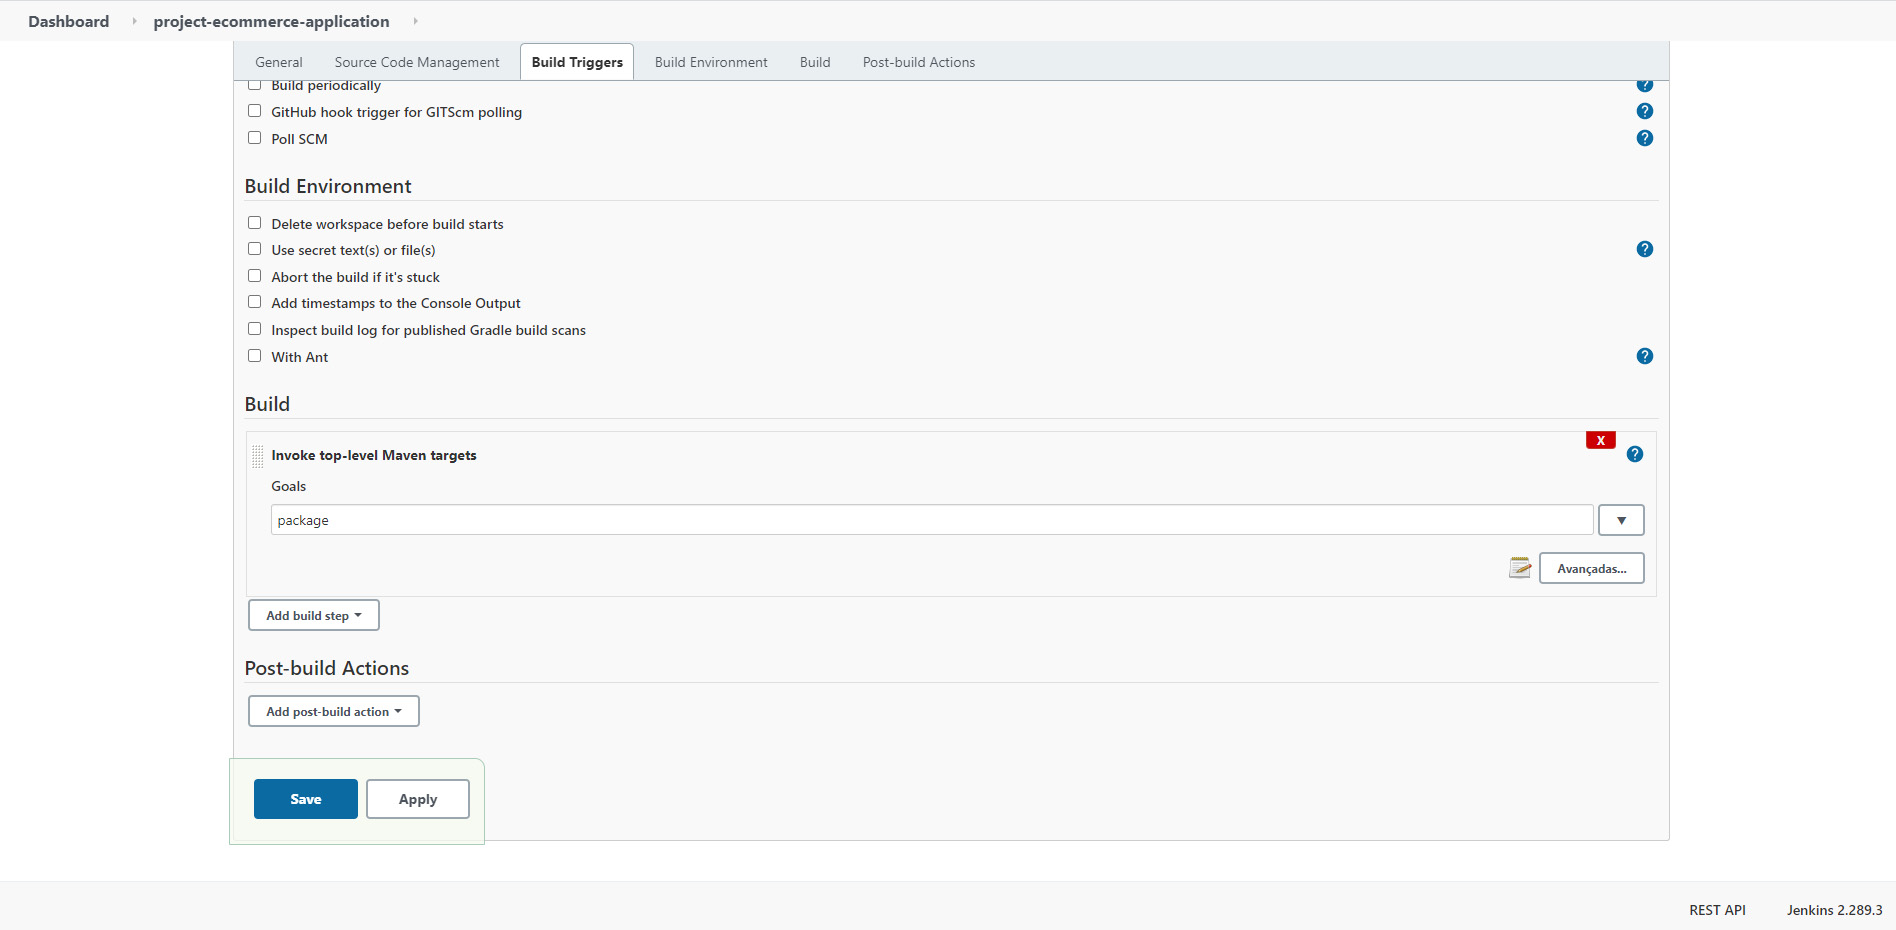 Dashboard project-ecommerce-application
General Source Code Management Build Triggers Build Environment Build Post-build Actions
Build periodically ?
GitHub hook trigger for GITScm polling ?
Poll SCM ?
Build Environment
Delete workspace before build starts
Use secret text(s) or file(s) ?
Abort the build if it's stuck
Add timestamps to the Console Output
Inspect build log for published Gradle build scans
With Ant ?
Build
X
Invoke top-level Maven targets ?
Goals
package
Avançadas...
Add build step
Post-build Actions
Add post-build action
Save Apply
REST API Jenkins 2.289.3